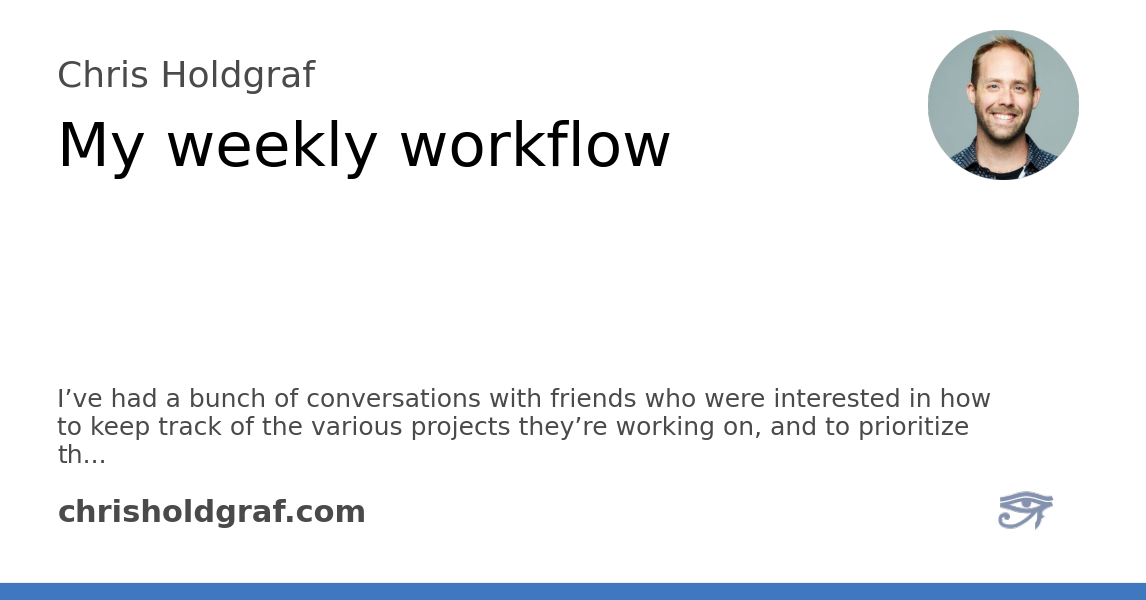 Chris Holdgraf
My weekly workflow
I’ve had a bunch of conversations with friends who were interested in how
to keep track of the various projects they’re working on, and to prioritize
th...
chrisholdgraf.com